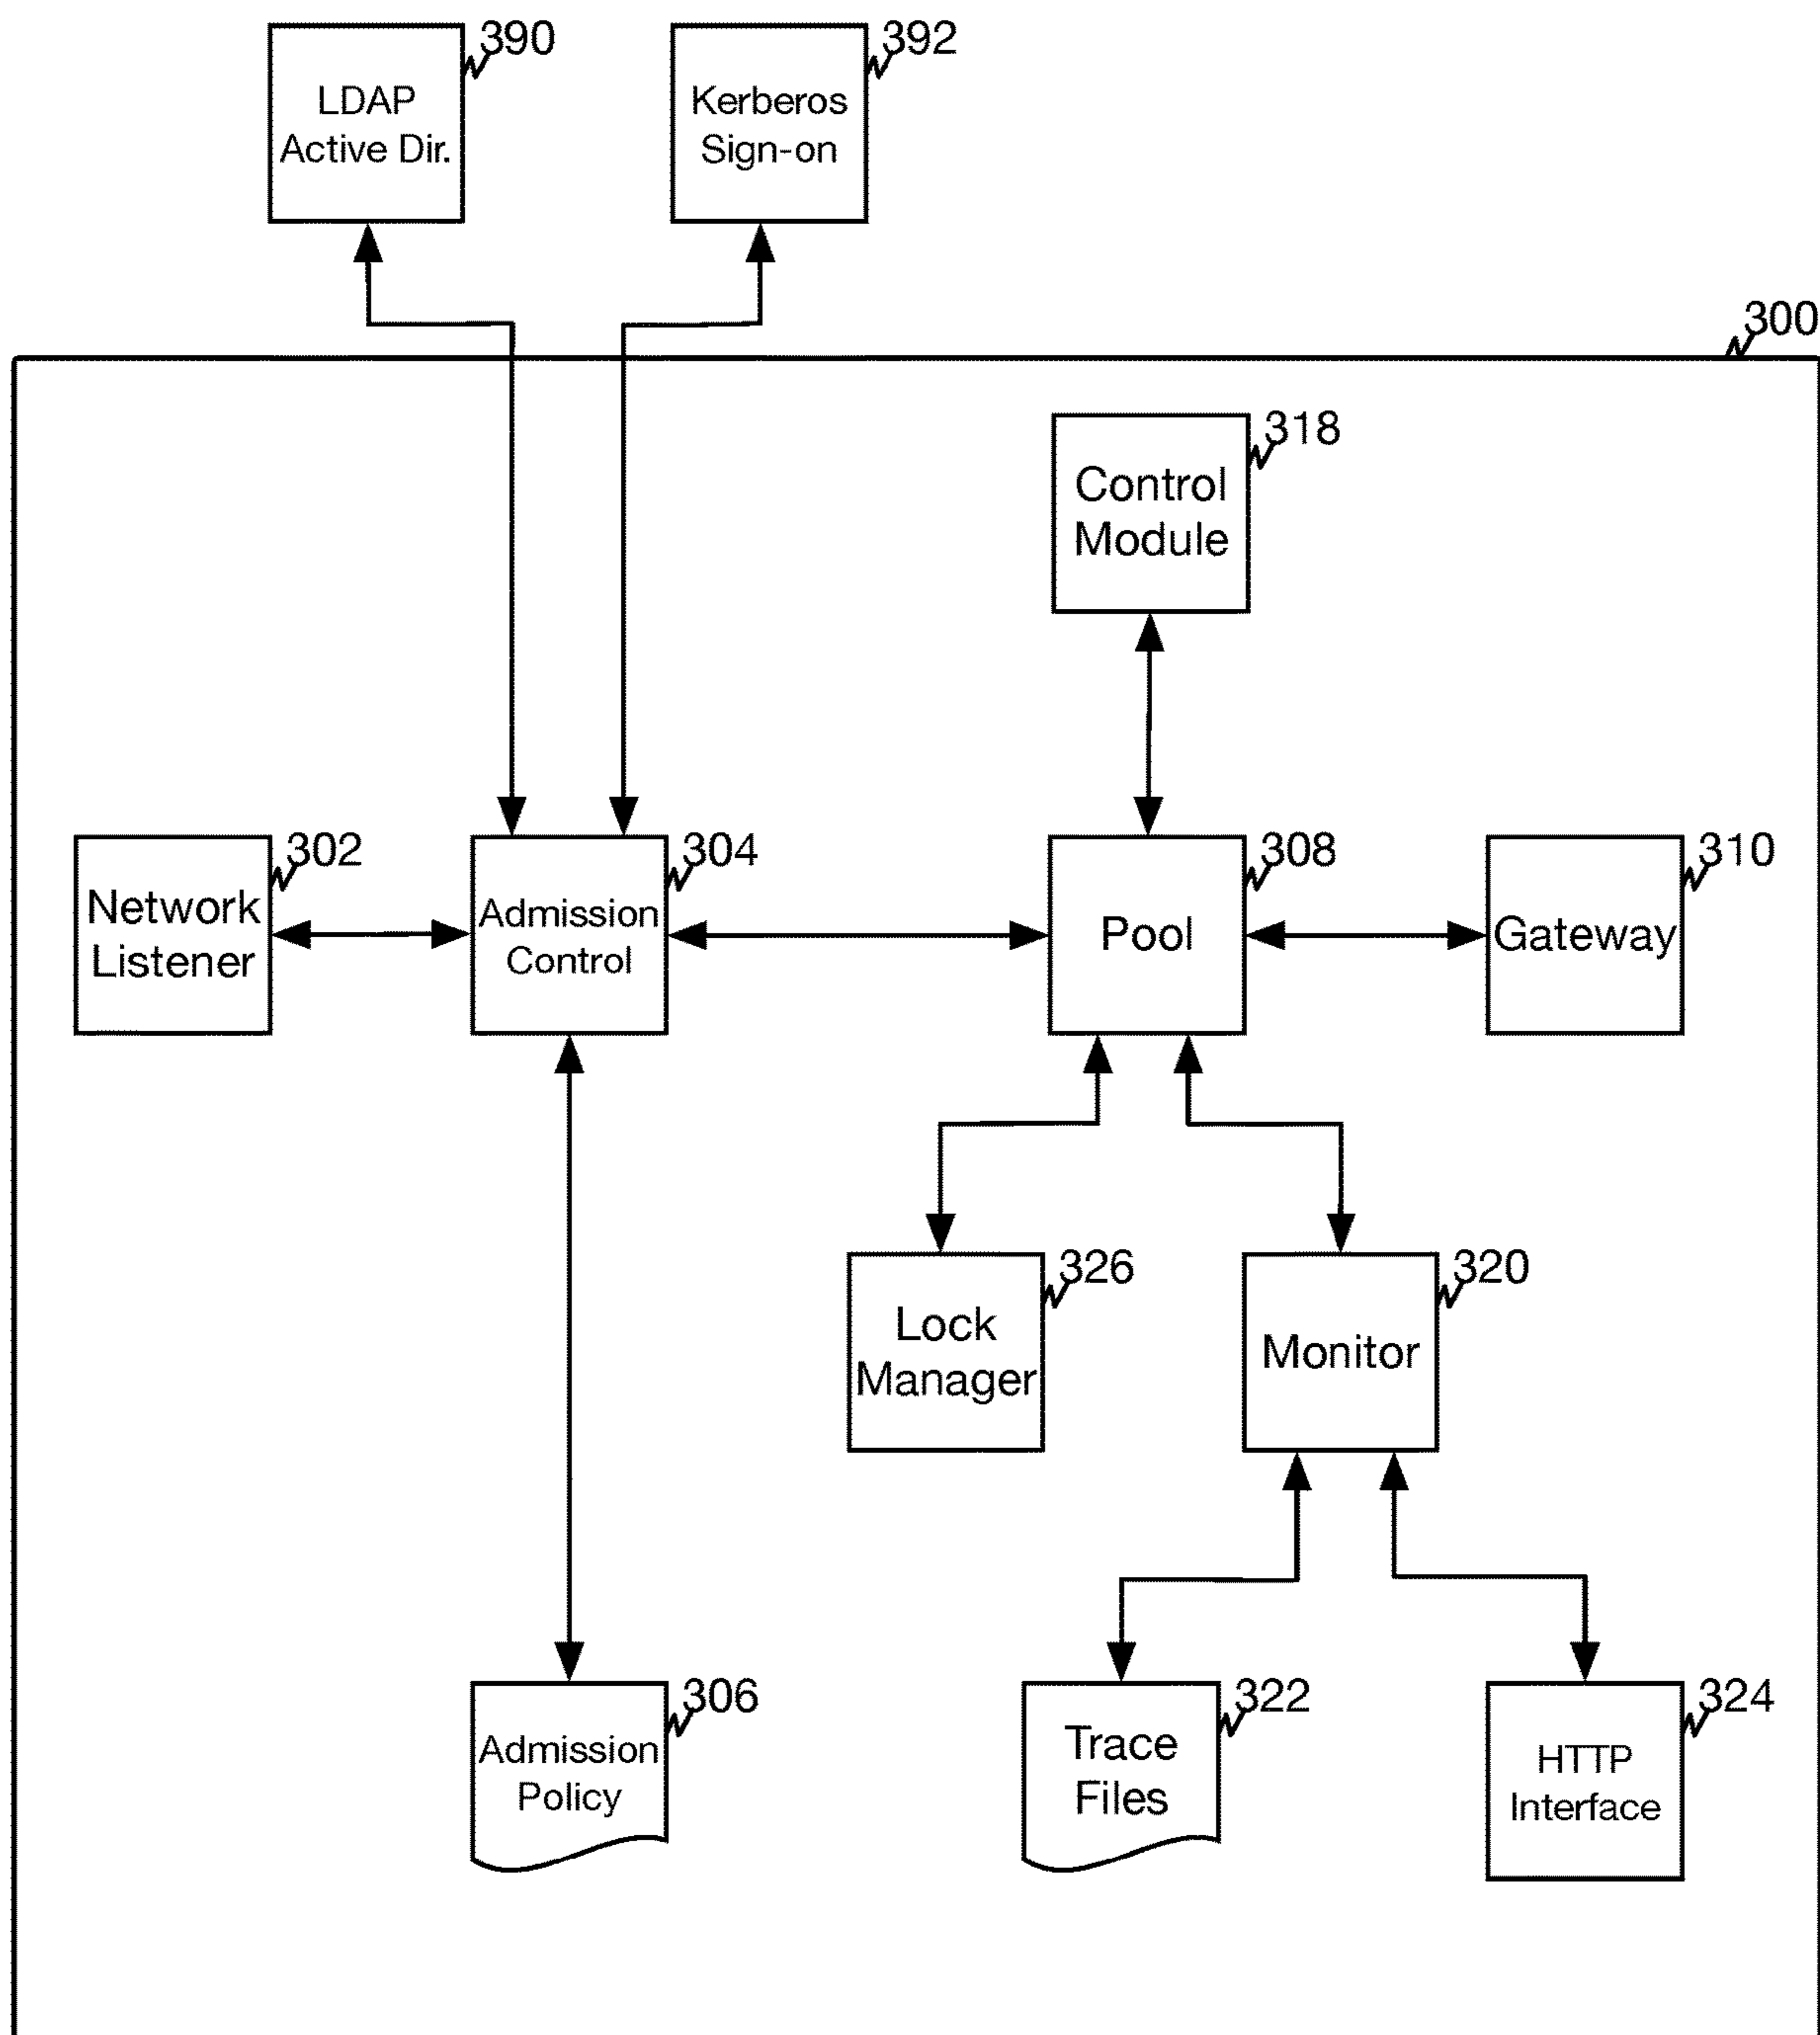 390
LDAP
Active Dir.
392
Kerberos
Sign-on
300
318
Control
Module
302
Network
Listener
304
Admission
Control
308
Pool
310
Gateway
326
Lock
Manager
320
Monitor
306
Admission
Policy
322
Trace
Files
324
HTTP
Interface